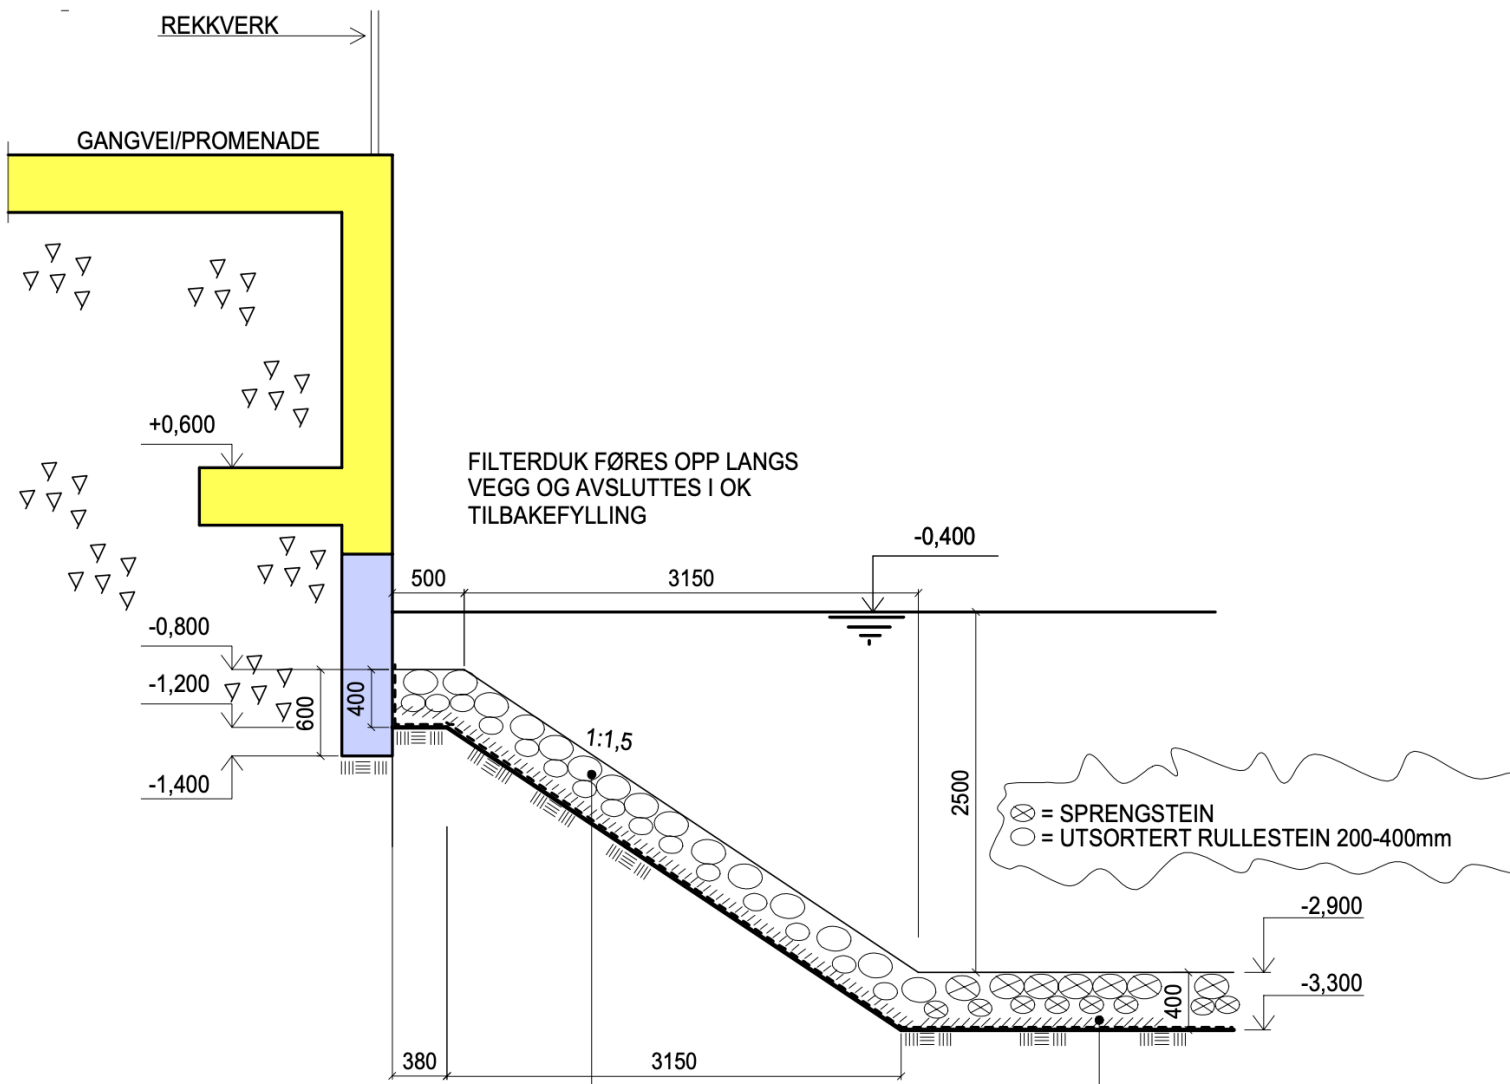 REKKVERK
GANGVEI/PROMENADE
+0,600
FILTERDUK FØRES OPP LANGS
VEGG OG AVSLUTTES I OK
TILBAKEFYLLING
-0,400
500
3150
-0,800
-1,200
600
400
-1,400
1:1,5
2500
= SPRENGSTEIN
= UTSORTERT RULLESTEIN 200-400mm
-2,900
-3,300
400
380
3150